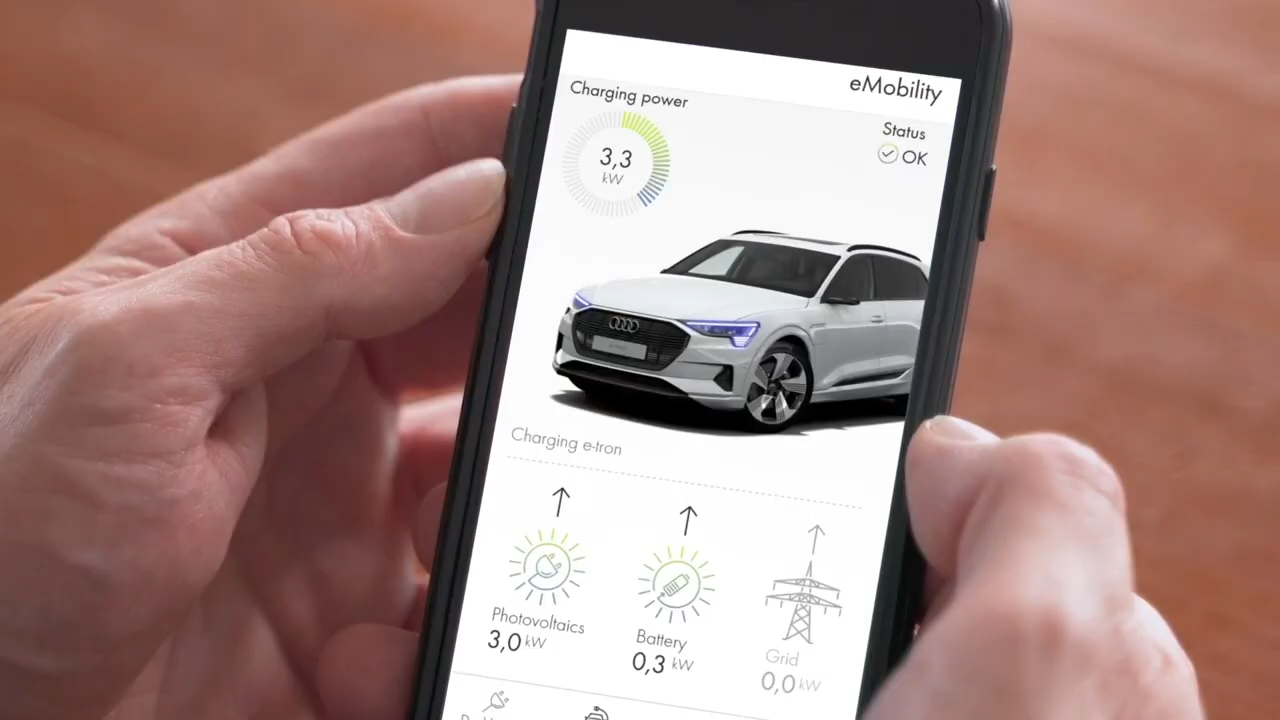 eMobility
Charging power
3,3
kW
Status
OK
Charging e-tron
Photovoltaics
3,0 kW
Battery
0,3 kW
Grid
0,0 kW